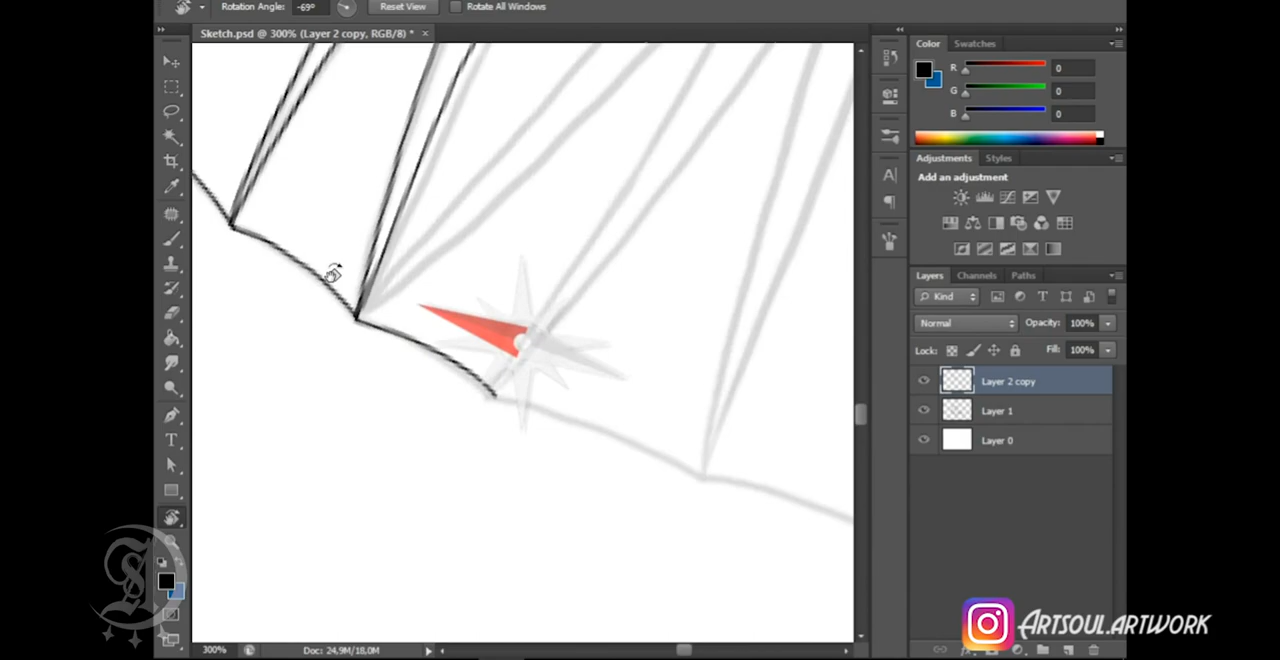 Rotation Angle: -69° Reset View Rotate All Windows
Sketch.psd @ 300% (Layer 2 copy, RGB/8) * ×
Color Swatches
R 0
G 0
B 0
Adjustments Styles
Add an adjustment
Layers Channels Paths
Kind T
Normal Opacity: 100%
Lock: Fill: 100%
Layer 2 copy
Layer 1
Layer 0
300% Doc: 24,9M/18,0M
Artsoul.artwork